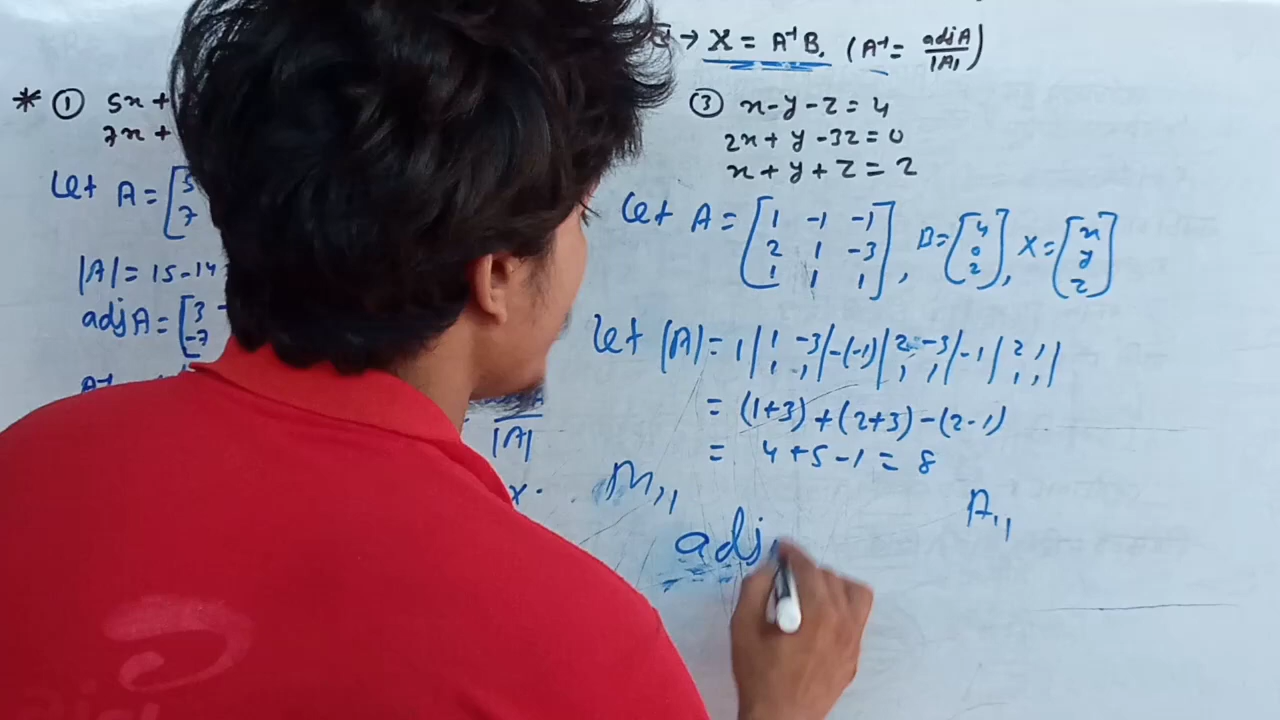 → X = A⁻¹B. (A⁻¹ = adjA/|A|)
* ① 5x +
7x +
Let A = [5
7
|A| = 15-14
adjA = [3 -
-7
A⁻¹
|A|
x.
③ x-y-z = 4
2x + y - 3z = 0
x + y + z = 2
Let A = [1 -1 -1
2 1 -3
1 1 1], B = [4
0
2], X = [x
y
z]
Let |A| = 1 |1 -3
1 1| -(-1) |2 -3
1 1| -1 |2 1
1 1|
= (1+3) + (2+3) - (2-1)
= 4+5-1 = 8
M₁₁
A₁₁
adj